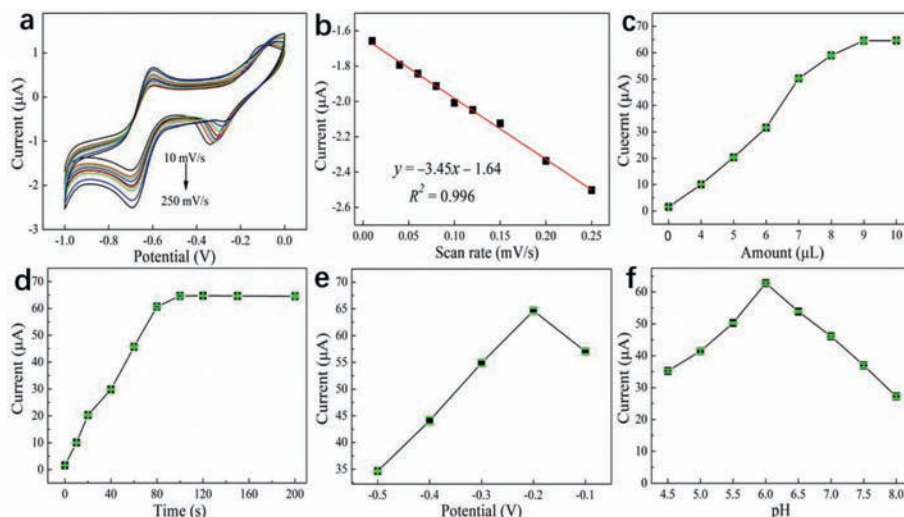 a
Current (μA)
1
0
-1
-2
-3
10 mV/s
250 mV/s
-1.0 -0.8 -0.6 -0.4 -0.2 0.0
Potential (V)
b
Current (μA)
-1.6
-1.8
-2.0
-2.2
-2.4
-2.6
y = –3.45x – 1.64
R² = 0.996
0.00 0.05 0.10 0.15 0.20 0.25
Scan rate (mV/s)
c
Cueernt (μA)
70
60
50
40
30
20
10
0
0 4 5 6 7 8 9 10
Amount (μL)
d
Current (μA)
70
60
50
40
30
20
10
0
0 40 80 120 160 200
Time (s)
e
Current (μA)
70
65
60
55
50
45
40
35
-0.5 -0.4 -0.3 -0.2 -0.1
Potential (V)
f
Current (μA)
70
60
50
40
30
20
10
0
4.5 5.0 5.5 6.0 6.5 7.0 7.5 8.0
pH